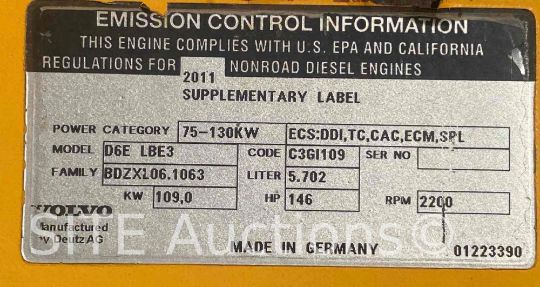 EMISSION CONTROL INFORMATION
THIS ENGINE COMPLIES WITH U.S. EPA AND CALIFORNIA
REGULATIONS FOR 2011 NONROAD DIESEL ENGINES
SUPPLEMENTARY LABEL
POWER CATEGORY 75-130KW ECS:DDI,TC,CAC,ECM,SPL
MODEL D6E LBE3 CODE C3GI109 SER NO
FAMILY BDZXL06.1063 LITER 5.702
KW 109,0 HP 146 RPM 2200
VOLVO
Manufactured
by Deutz AG
MADE IN GERMANY 01223390
SITE Auctions ©